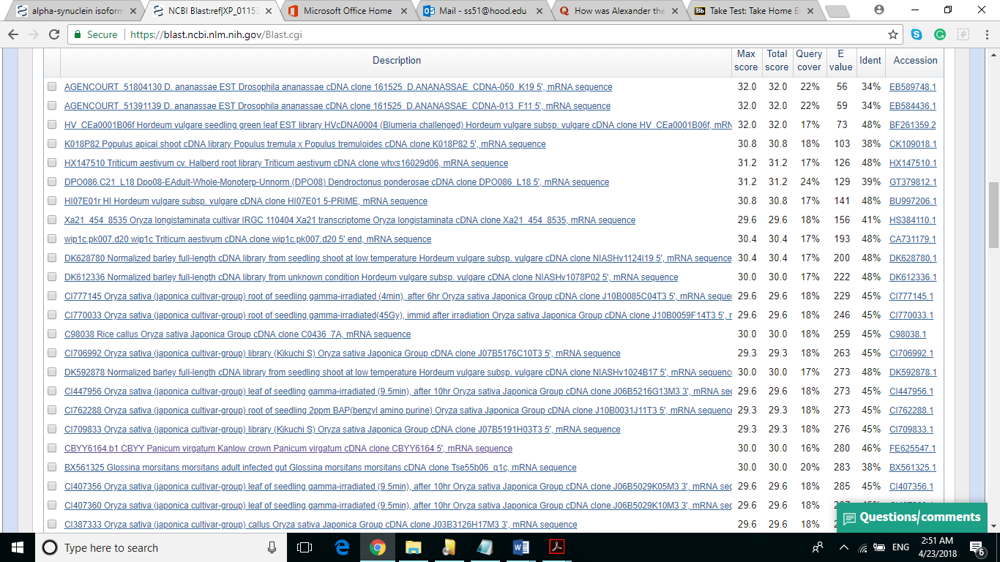 alpha-synuclein isoform
NCBI Blast:ref|XP_01153
Microsoft Office Home
Mail - ss51@hood.edu
How was Alexander the
Take Test: Take Home E
Secure https://blast.ncbi.nlm.nih.gov/Blast.cgi
Description Max score Total score Query cover E value Ident Accession
AGENCOURT_51804130 D. ananassae EST Drosophila ananassae cDNA clone 161525_D.ANANASSAE_CDNA-050_K19 5', mRNA sequence 32.0 32.0 22% 56 34% EB589748.1
AGENCOURT_51391139 D. ananassae EST Drosophila ananassae cDNA clone 161525_D.ANANASSAE_CDNA-013_F11 5', mRNA sequence 32.0 32.0 22% 59 34% EB584436.1
HV_CEa0001B06f Hordeum vulgare seedling green leaf EST library HVcDNA0004 (Blumeria challenged) Hordeum vulgare subsp. vulgare cDNA clone HV_CEa0001B06f, mRN 32.0 32.0 17% 73 48% BF261359.2
K018P82 Populus apical shoot cDNA library Populus tremula x Populus tremuloides cDNA clone K018P82 5', mRNA sequence 30.8 30.8 18% 103 38% CK109018.1
HX147510 Triticum aestivum cv. Halberd root library Triticum aestivum cDNA clone whxs16029d06, mRNA sequence 31.2 31.2 17% 126 48% HX147510.1
DPO086.C21_L18 Dpo08-EAdult-Whole-Monoterp-Unnorm (DPO08) Dendroctonus ponderosae cDNA clone DPO086_L18 5', mRNA sequence 31.2 31.2 24% 129 39% GT379812.1
HI07E01r HI Hordeum vulgare subsp. vulgare cDNA clone HI07E01 5-PRIME, mRNA sequence 30.8 30.8 17% 141 48% BU997206.1
Xa21_454_8535 Oryza longistaminata cultivar IRGC 110404 Xa21 transcriptome Oryza longistaminata cDNA clone Xa21_454_8535, mRNA sequence 29.6 29.6 18% 156 41% HS384110.1
wip1c.pk007.d20 wip1c Triticum aestivum cDNA clone wip1c.pk007.d20 5' end, mRNA sequence 30.4 30.4 17% 193 48% CA731179.1
DK628780 Normalized barley full-length cDNA library from seedling shoot at low temperature Hordeum vulgare subsp. vulgare cDNA clone NIASHv1124I19 5', mRNA sequence 30.4 30.4 17% 200 48% DK628780.1
DK612336 Normalized barley full-length cDNA library from unknown condition Hordeum vulgare subsp. vulgare cDNA clone NIASHv1078P02 5', mRNA sequence 30.0 30.0 17% 222 48% DK612336.1
CI777145 Oryza sativa (japonica cultivar-group) root of seedling gamma-irradiated (4min), after 6hr Oryza sativa Japonica Group cDNA clone J10B0085C04T3 5', mRNA seque 29.6 29.6 18% 229 45% CI777145.1
CI770033 Oryza sativa (japonica cultivar-group) root of seedling gamma-irradiated(45Gy), immid after irradiation Oryza sativa Japonica Group cDNA clone J10B0059F14T3 5', r 29.6 29.6 18% 246 45% CI770033.1
C98038 Rice callus Oryza sativa Japonica Group cDNA clone C0436_7A, mRNA sequence 30.0 30.0 18% 259 45% C98038.1
CI706992 Oryza sativa (japonica cultivar-group) library (Kikuchi S) Oryza sativa Japonica Group cDNA clone J07B5176C10T3 5', mRNA sequence 29.3 29.3 18% 263 45% CI706992.1
DK592878 Normalized barley full-length cDNA library from seedling shoot at low temperature Hordeum vulgare subsp. vulgare cDNA clone NIASHv1024B17 5', mRNA sequence 30.0 30.0 17% 273 48% DK592878.1
CI447956 Oryza sativa (japonica cultivar-group) leaf of seedling gamma-irradiated (9.5min), after 10hr Oryza sativa Japonica Group cDNA clone J06B5216G13M3 3', mRNA sec 29.6 29.6 18% 273 45% CI447956.1
CI762288 Oryza sativa (japonica cultivar-group) root of seedling 2ppm BAP(benzyl amino purine) Oryza sativa Japonica Group cDNA clone J10B0031J11T3 5', mRNA sequence 29.3 29.3 18% 273 45% CI762288.1
CI709833 Oryza sativa (japonica cultivar-group) library (Kikuchi S) Oryza sativa Japonica Group cDNA clone J07B5191H03T3 5', mRNA sequence 29.3 29.3 18% 276 45% CI709833.1
CBYY6164.b1 CBYY Panicum virgatum Kanlow crown Panicum virgatum cDNA clone CBYY6164 5', mRNA sequence 30.0 30.0 16% 280 46% FE625547.1
BX561325 Glossina morsitans morsitans adult infected gut Glossina morsitans morsitans cDNA clone Tse55b06_q1c, mRNA sequence 30.0 30.0 20% 283 38% BX561325.1
CI407356 Oryza sativa (japonica cultivar-group) leaf of seedling gamma-irradiated (9.5min), after 10hr Oryza sativa Japonica Group cDNA clone J06B5029K05M3 3', mRNA sec 29.6 29.6 18% 285 45% CI407356.1
CI407360 Oryza sativa (japonica cultivar-group) leaf of seedling gamma-irradiated (9.5min), after 10hr Oryza sativa Japonica Group cDNA clone J06B5029K10M3 3', mRNA sec 29.6 29.6 18%
CI387333 Oryza sativa (japonica cultivar-group) callus Oryza sativa Japonica Group cDNA clone J03B3126H17M3 3', mRNA sequence 29.6 29.6 18%
Questions/comments
Type here to search
ENG
2:51 AM
4/23/2018
6